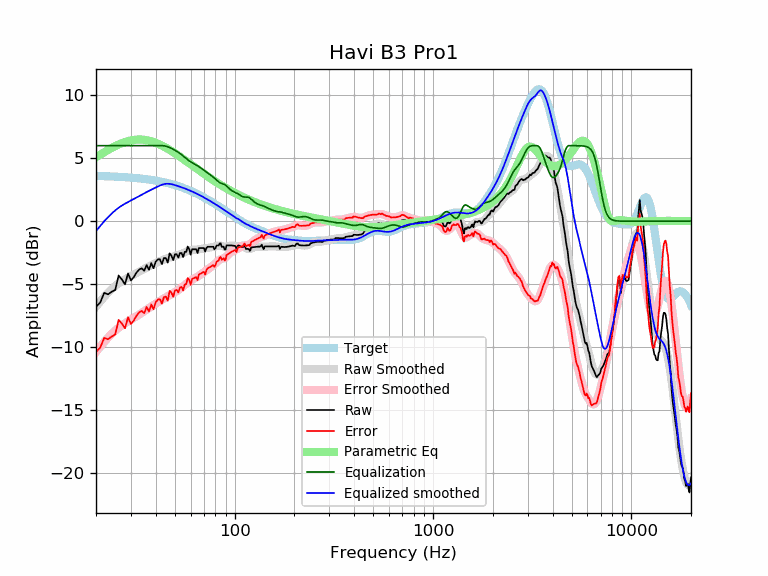 Havi B3 Pro1
Amplitude (dBr)
10
5
0
−5
−10
−15
−20
Target
Raw Smoothed
Error Smoothed
Raw
Error
Parametric Eq
Equalization
Equalized smoothed
100
1000
10000
Frequency (Hz)